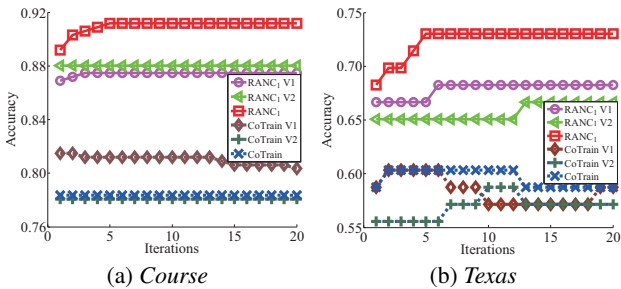 0.92
0.88
0.84
0.80
0.76
Accuracy
RANC1 V1
RANC1 V2
RANC1
CoTrain V1
CoTrain V2
CoTrain
0 5 10 15 20
Iterations
(a) Course
0.75
0.70
0.65
0.60
0.55
Accuracy
RANC1 V1
RANC1 V2
RANC1
CoTrain V1
CoTrain V2
CoTrain
0 5 10 15 20
Iterations
(b) Texas